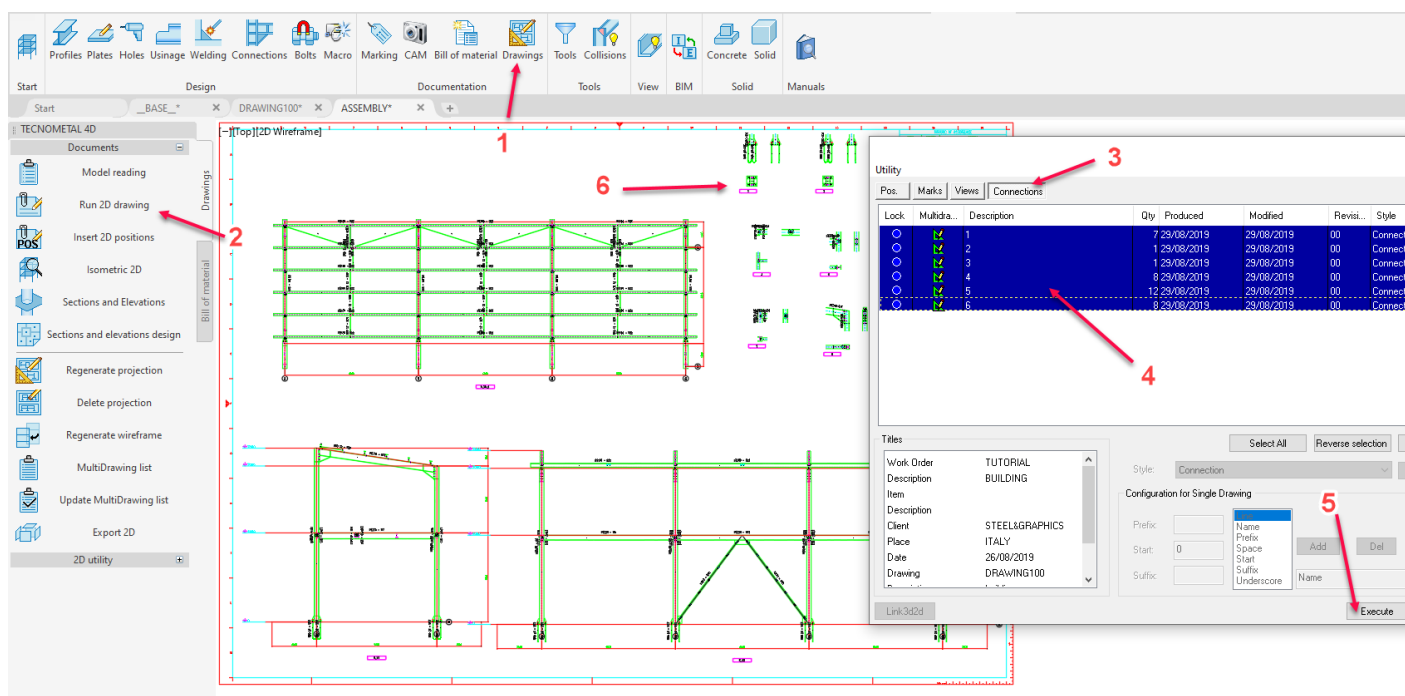 Profiles Plates Holes Usinage Welding Connections Bolts Macro Marking CAM Bill of material Drawings Tools Collisions Concrete Solid
Start Design Documentation Tools View BIM Solid Manuals
Start _BASE_* DRAWING100* ASSEMBLY*
TECNOMETAL 4D
[−][Top][2D Wireframe]
Documents
Model reading
Run 2D drawing
Insert 2D positions
Isometric 2D
Sections and Elevations
Sections and elevations design
Regenerate projection
Delete projection
Regenerate wireframe
MultiDrawing list
Update MultiDrawing list
Export 2D
2D utility
Drawings
Bill of material
POS
1
2
3
4
5
6
Utility
Pos. Marks Views Connections
Lock Multidra... Description Qty Produced Modified Revisi... Style
1 7 29/08/2019 29/08/2019 00 Connect
2 1 29/08/2019 29/08/2019 00 Connect
3 1 29/08/2019 29/08/2019 00 Connect
4 8 29/08/2019 29/08/2019 00 Connect
5 12 29/08/2019 29/08/2019 00 Connect
6 8 29/08/2019 29/08/2019 00 Connect
Titles
Work Order TUTORIAL
Description BUILDING
Item
Description
Client STEEL&GRAPHICS
Place ITALY
Date 26/08/2019
Drawing DRAWING100
Link3d2d
Select All Reverse selection
Style: Connection
Configuration for Single Drawing
Prefix:
Start: 0
Suffix:
Name
Prefix
Space
Start
Suffix
Underscore
Add Del
Name
Execute